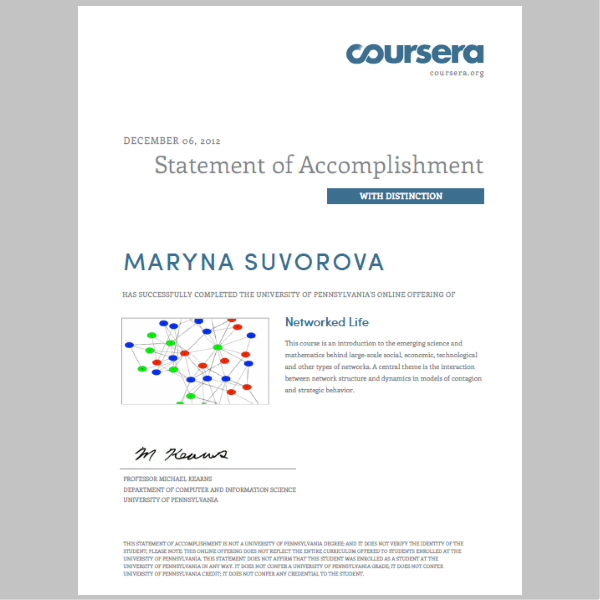 coursera
coursera.org
DECEMBER 06, 2012
Statement of Accomplishment
WITH DISTINCTION
MARYNA SUVOROVA
HAS SUCCESSFULLY COMPLETED THE UNIVERSITY OF PENNSYLVANIA'S ONLINE OFFERING OF
Networked Life
This course is an introduction to the emerging science and
mathematics behind large-scale social, economic, technological
and other types of networks. A central theme is the interaction
between network structure and dynamics in models of contagion
and strategic behavior.
M Kearns
PROFESSOR MICHAEL KEARNS
DEPARTMENT OF COMPUTER AND INFORMATION SCIENCE
UNIVERSITY OF PENNSYLVANIA
THIS STATEMENT OF ACCOMPLISHMENT IS NOT A UNIVERSITY OF PENNSYLVANIA DEGREE; AND IT DOES NOT VERIFY THE IDENTITY OF THE
STUDENT; PLEASE NOTE: THIS ONLINE OFFERING DOES NOT REFLECT THE ENTIRE CURRICULUM OFFERED TO STUDENTS ENROLLED AT THE
UNIVERSITY OF PENNSYLVANIA. THIS STATEMENT DOES NOT AFFIRM THAT THIS STUDENT WAS ENROLLED AS A STUDENT AT THE
UNIVERSITY OF PENNSYLVANIA IN ANY WAY. IT DOES NOT CONFER A UNIVERSITY OF PENNSYLVANIA GRADE; IT DOES NOT CONFER
UNIVERSITY OF PENNSYLVANIA CREDIT; IT DOES NOT CONFER ANY CREDENTIAL TO THE STUDENT.